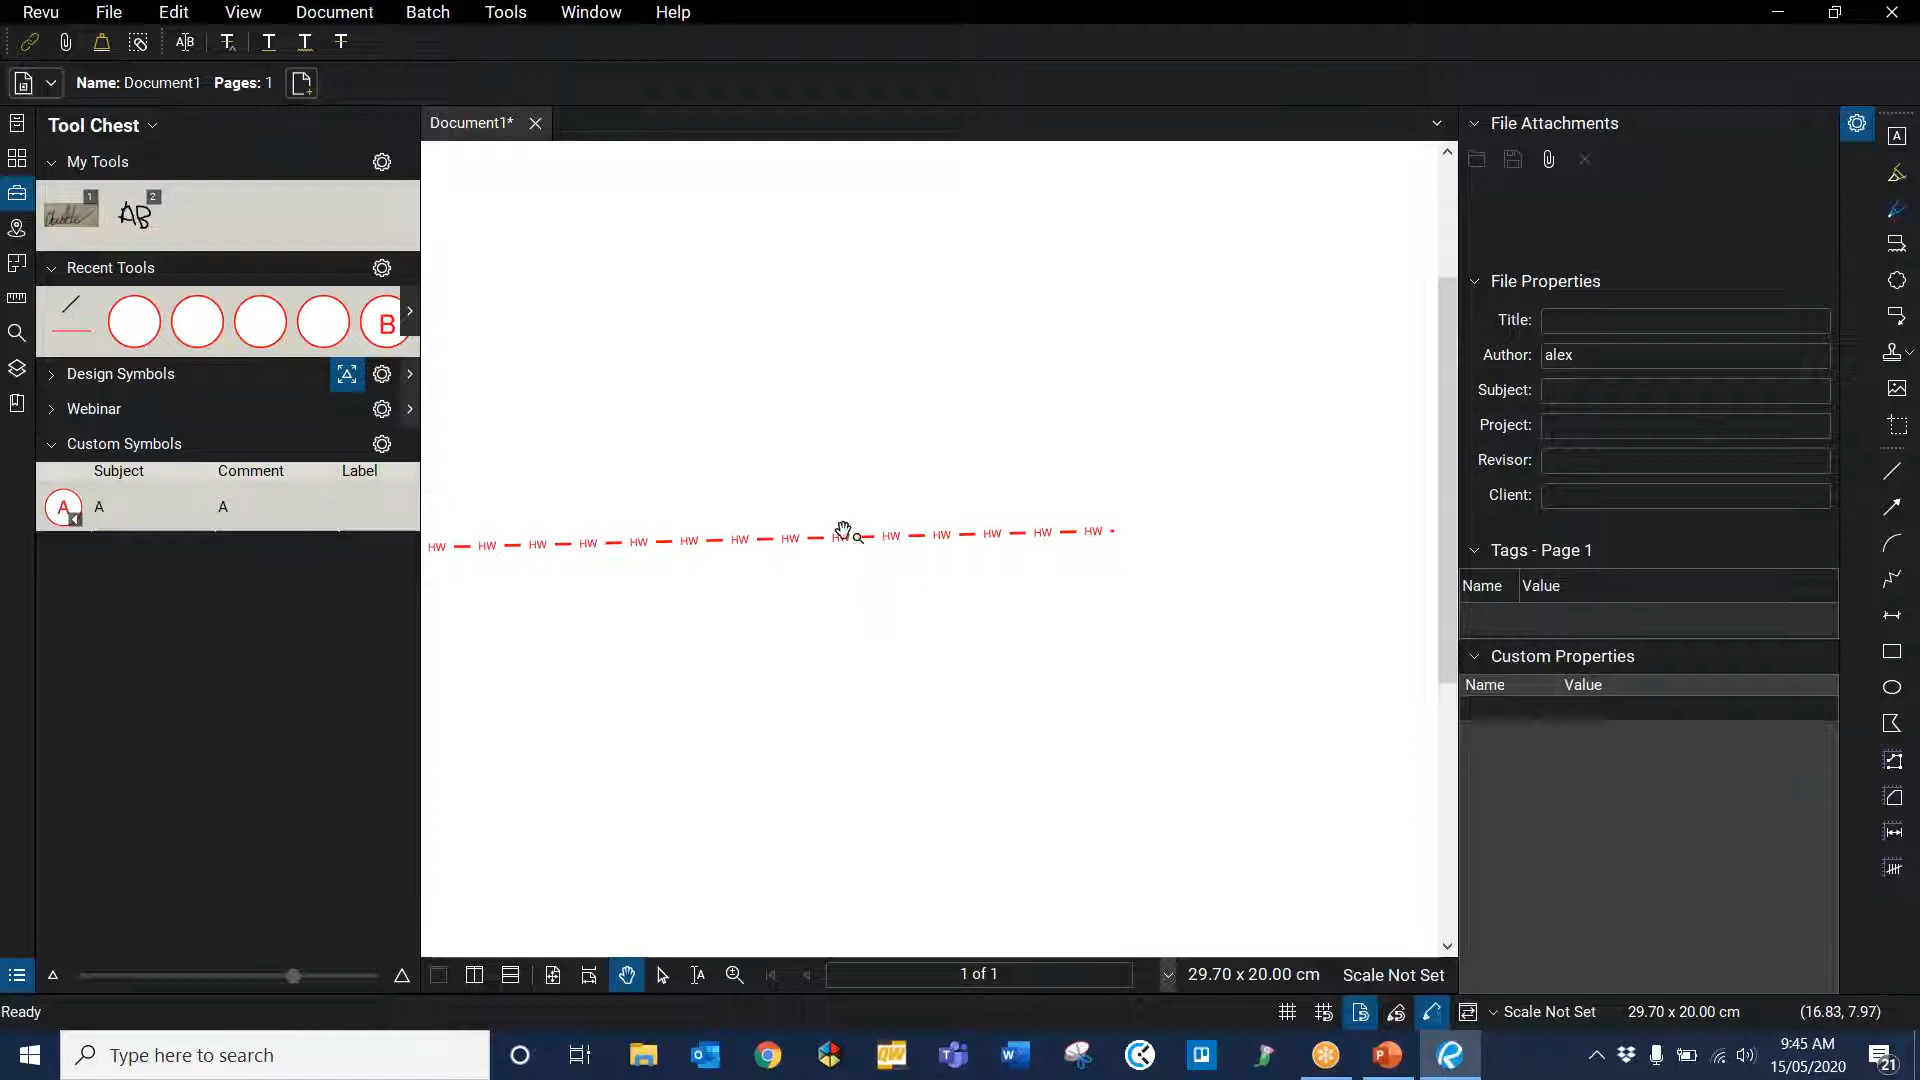 Revu File Edit View Document Batch Tools Window Help
Name: Document1 Pages: 1
Tool Chest
Document1*
File Attachments
My Tools
1 2
AB
Recent Tools
B
File Properties
Title:
Author: alex
Subject:
Project:
Revisor:
Client:
Design Symbols
Webinar
Custom Symbols
Subject Comment Label
A A A
HW HW HW HW HW HW HW HW HW HW HW HW HW HW
Tags - Page 1
Name Value
Custom Properties
Name Value
1 of 1 29.70 x 20.00 cm Scale Not Set
Ready
Scale Not Set 29.70 x 20.00 cm (16.83, 7.97)
Type here to search
9:45 AM
15/05/2020
21